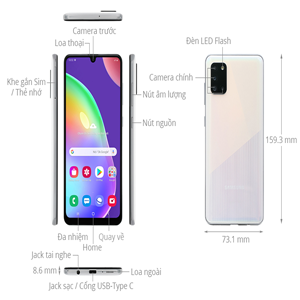 Camera trước
Loa thoại
Khe gắn Sim
/ Thẻ nhớ
Nút âm lượng
Nút nguồn
Đa nhiệm
Home
Quay về
Jack tai nghe
8.6 mm
Loa ngoài
Jack sạc / Cổng USB-Type C
Đèn LED Flash
Camera chính
159.3 mm
73.1 mm